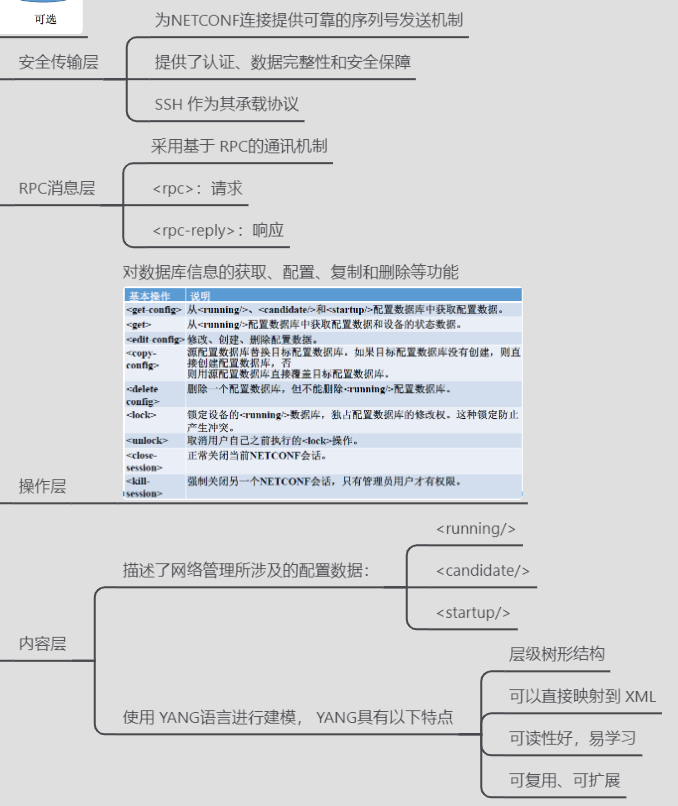 可选
为NETCONF连接提供可靠的序列号发送机制
安全传输层
提供了认证、数据完整性和安全保障
SSH 作为其承载协议
采用基于 RPC的通讯机制
RPC消息层
<rpc>：请求
<rpc-reply>：响应
对数据库信息的获取、配置、复制和删除等功能
基本操作 说明
<get-config> 从<running/>、<candidate/>和<startup/>配置数据库中获取配置数据。
<get> 从<running/>配置数据库中获取配置数据和设备的状态数据。
<edit-config> 修改、创建、删除配置数据。
<copy- 源配置数据库替换目标配置数据库。如果目标配置数据库没有创建，则直
config> 接创建配置数据库，否
则用源配置数据库直接覆盖目标配置数据库。
<delete 删除一个配置数据库，但不能删除<running/>配置数据库。
config>
<lock> 锁定设备的<running/>数据库，独占配置数据库的修改权。这种锁定防止
产生冲突。
<unlock> 取消用户自己之前执行的<lock>操作。
<close- 正常关闭当前NETCONF会话。
session>
<kill- 强制关闭另一个NETCONF会话，只有管理员用户才有权限。
session>
操作层
<running/>
描述了网络管理所涉及的配置数据：
<candidate/>
<startup/>
内容层
层级树形结构
可以直接映射到 XML
使用 YANG语言进行建模， YANG具有以下特点
可读性好，易学习
可复用、可扩展